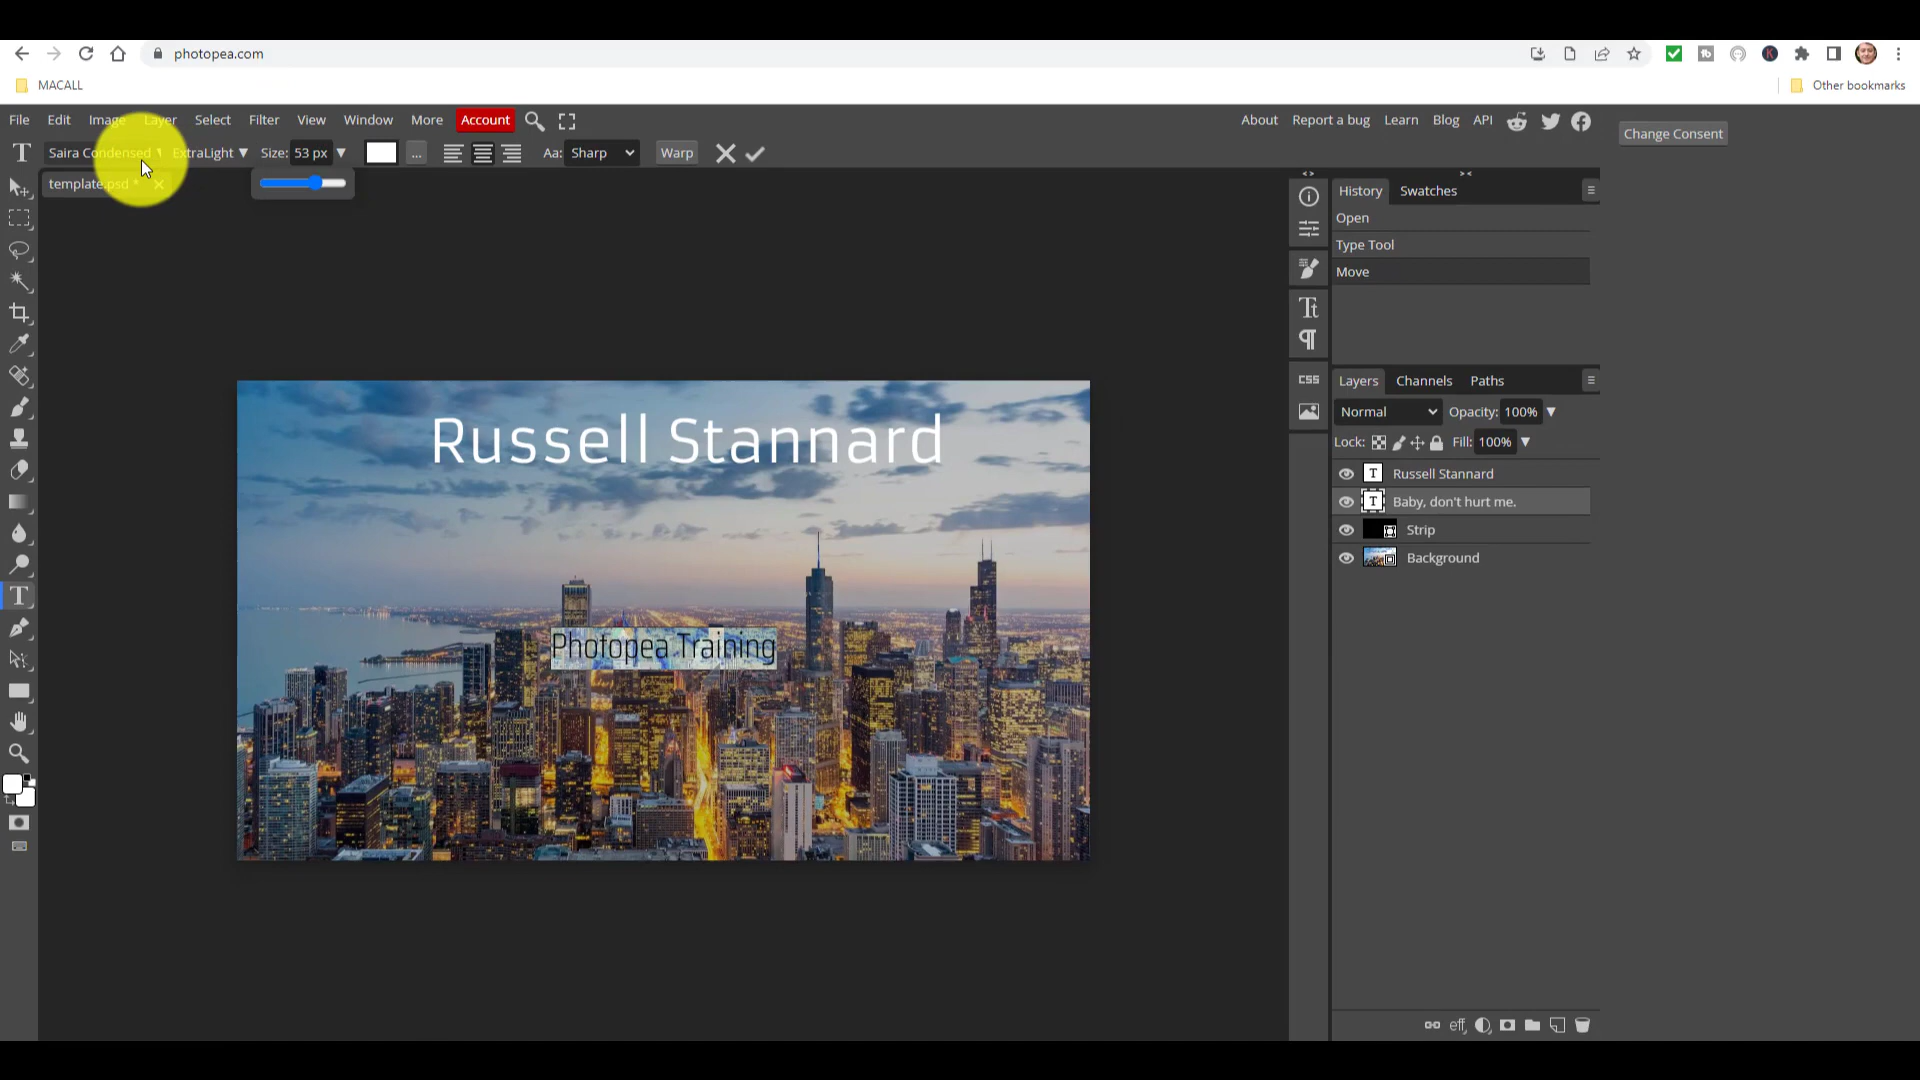 photopea.com
MACALL
Other bookmarks
File Edit Image Layer Select Filter View Window More Account
About Report a bug Learn Blog API
Change Consent
Saira Condensed ExtraLight Size: 53 px ... Aa: Sharp Warp
template.psd *
History Swatches
Open
Type Tool
Move
CSS
Layers Channels Paths
Normal Opacity: 100%
Lock: Fill: 100%
Russell Stannard
Baby, don't hurt me.
Strip
Background
Russell Stannard
Photopea Training
eff